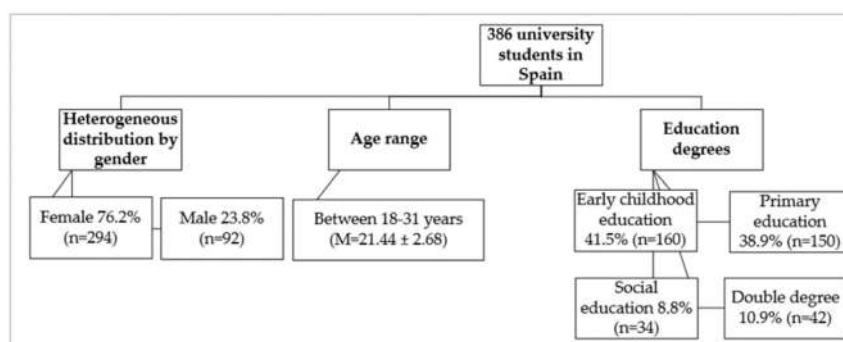 386 university
students in
Spain
Heterogeneous
distribution by
gender
Age range
Education
degrees
Female 76.2%
(n=294)
Male 23.8%
(n=92)
Between 18-31 years
(M=21.44 ± 2.68)
Early childhood
education
41.5% (n=160)
Primary
education
38.9% (n=150)
Social
education 8.8%
(n=34)
Double degree
10.9% (n=42)